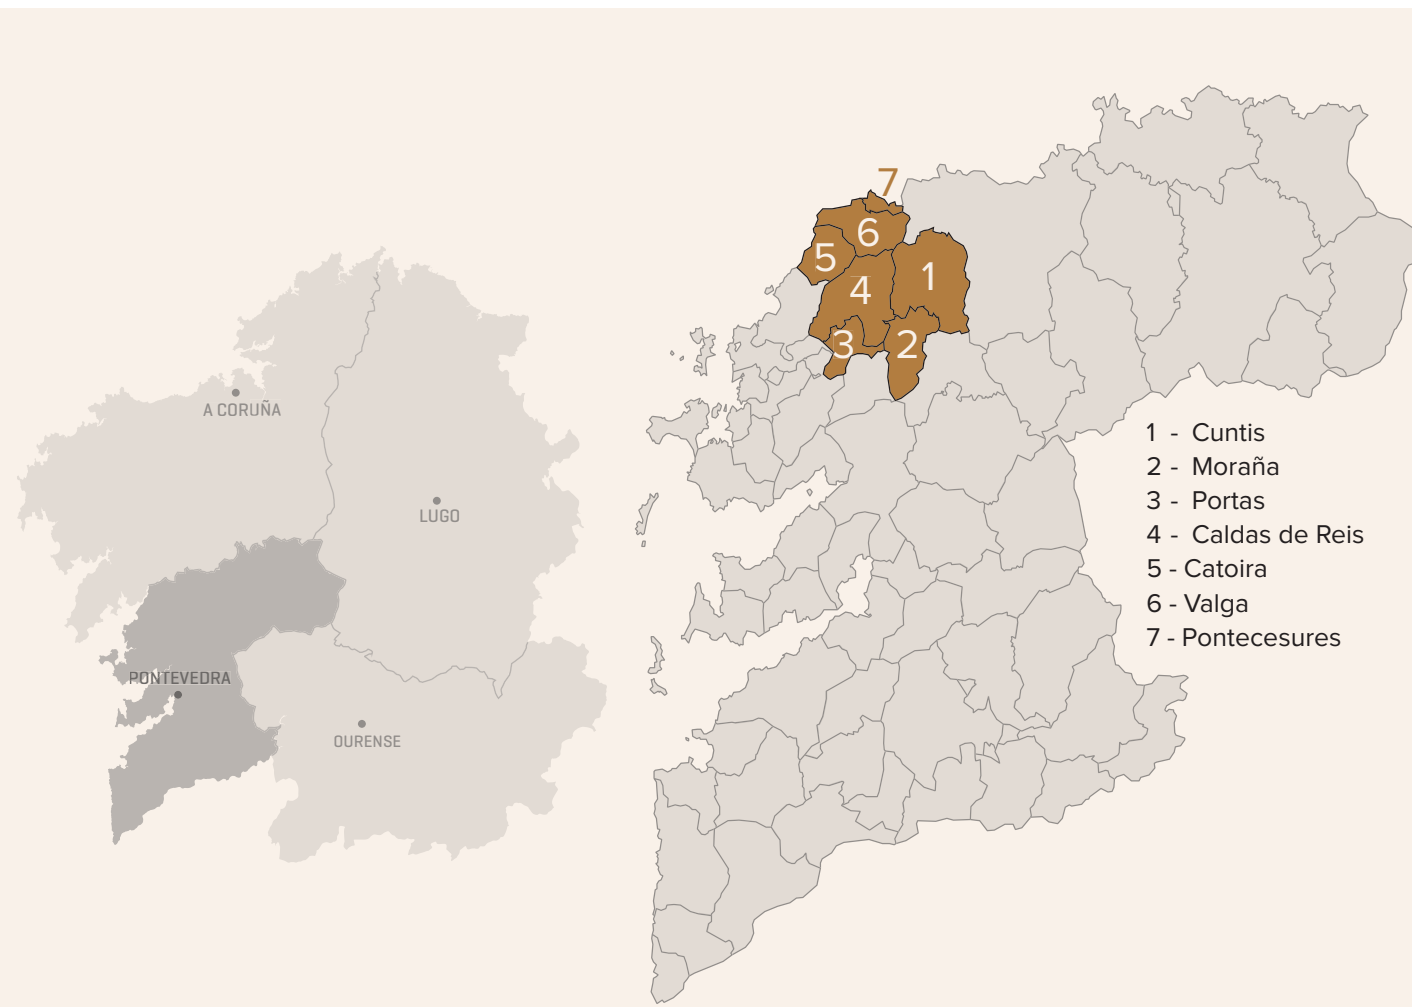 7
6
5
1
4
3
2
A CORUÑA
LUGO
PONTEVEDRA
OURENSE
1 - Cuntis
2 - Moraña
3 - Portas
4 - Caldas de Reis
5 - Catoira
6 - Valga
7 - Pontecesures